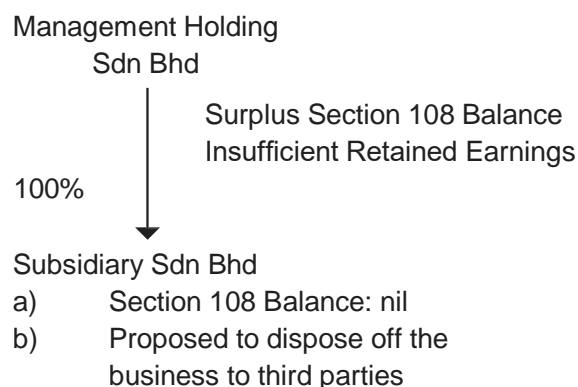 Management Holding
Sdn Bhd
Surplus Section 108 Balance
Insufficient Retained Earnings
100%
Subsidiary Sdn Bhd
a) Section 108 Balance: nil
b) Proposed to dispose off the
business to third parties